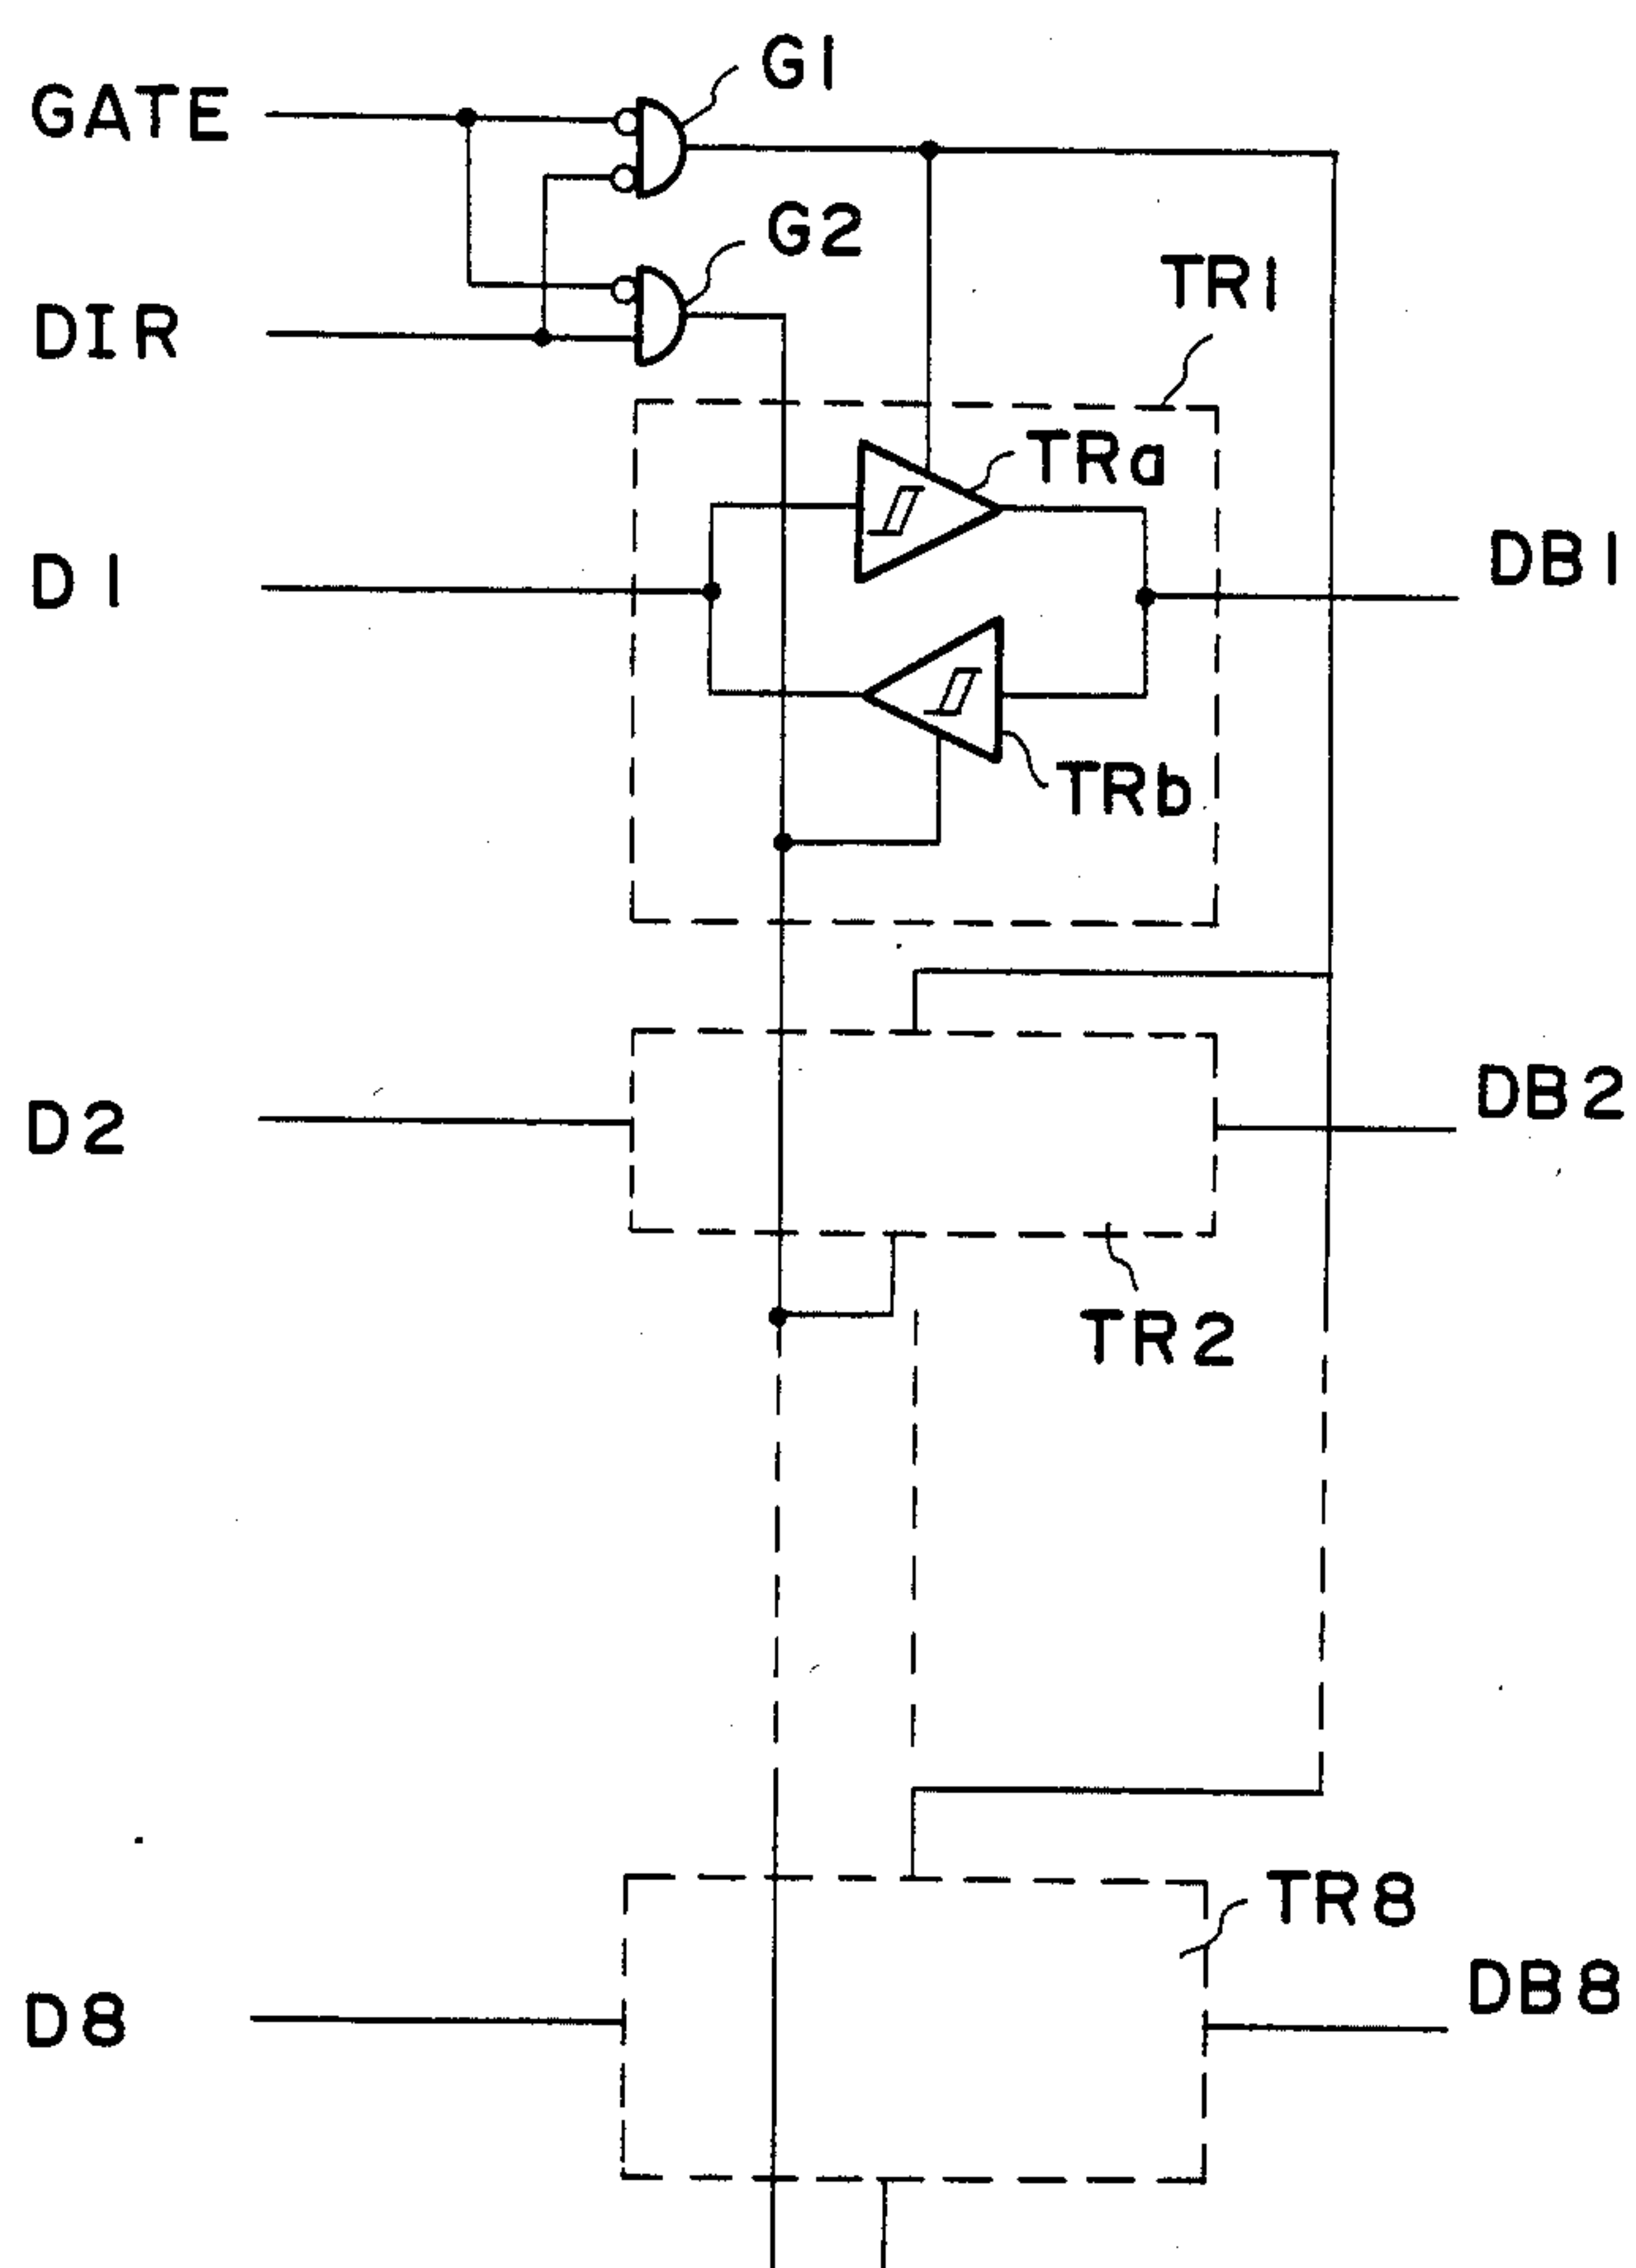 G1
GATE
G2
TR1
DIR
TRa
D1
DB1
TRb
D2
DB2
TR2
TR8
D8
DB8